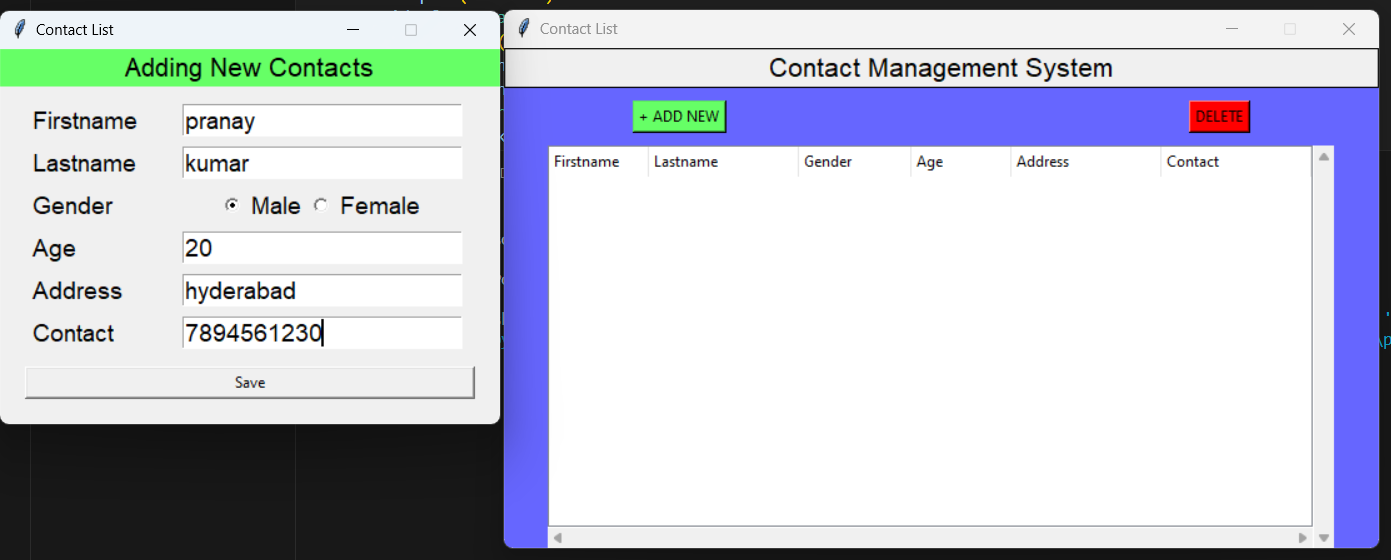 Contact List
Adding New Contacts
Firstname pranay
Lastname kumar
Gender Male Female
Age 20
Address hyderabad
Contact 7894561230
Save
Contact List
Contact Management System
+ ADD NEW DELETE
Firstname Lastname Gender Age Address Contact